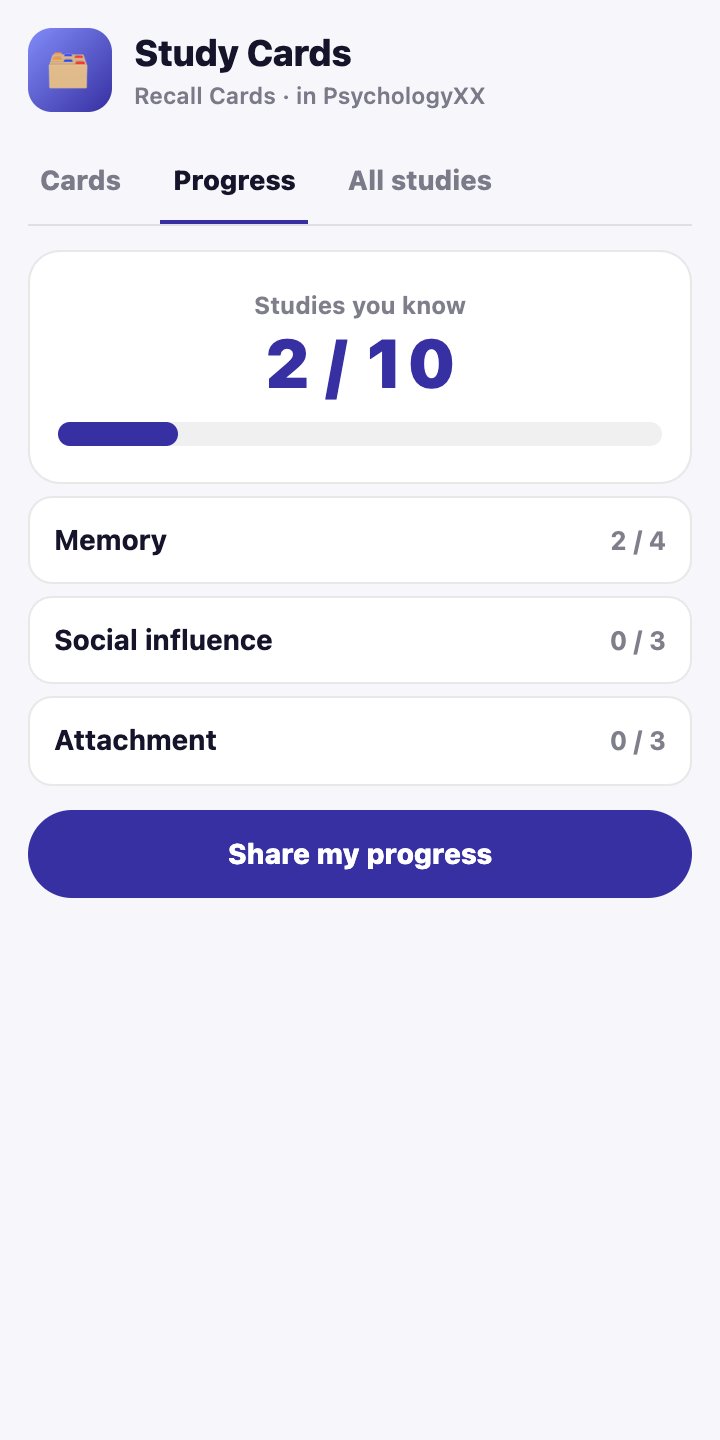 Study Cards
Recall Cards · in PsychologyXX
Cards Progress All studies
Studies you know
2 / 10
Memory 2 / 4
Social influence 0 / 3
Attachment 0 / 3
Share my progress